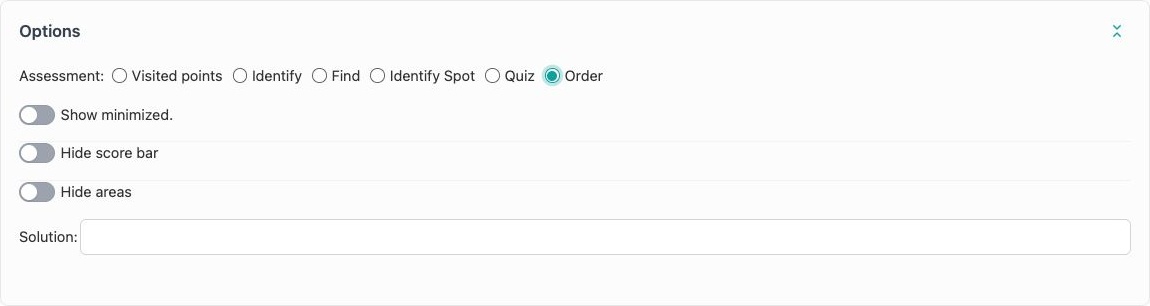 Options
Assessment: Visited points Identify Find Identify Spot Quiz Order
Show minimized.
Hide score bar
Hide areas
Solution: